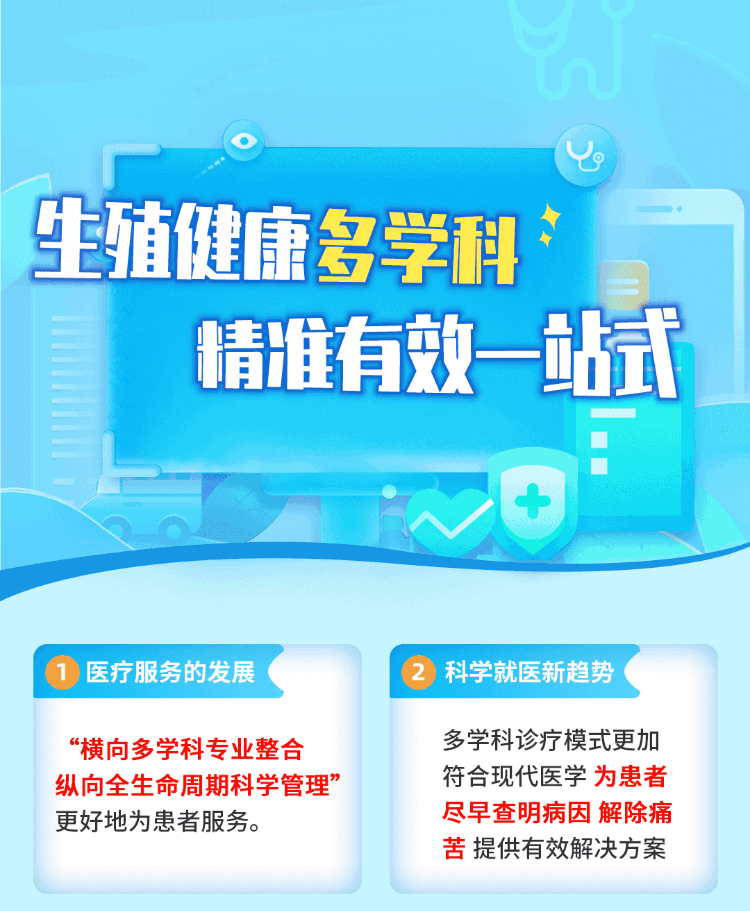 生殖健康多学科
精准有效一站式
1 医疗服务的发展
“横向多学科专业整合
纵向全生命周期科学管理”
更好地为患者服务。
2 科学就医新趋势
多学科诊疗模式更加
符合现代医学 为患者
尽早查明病因 解除痛
苦 提供有效解决方案